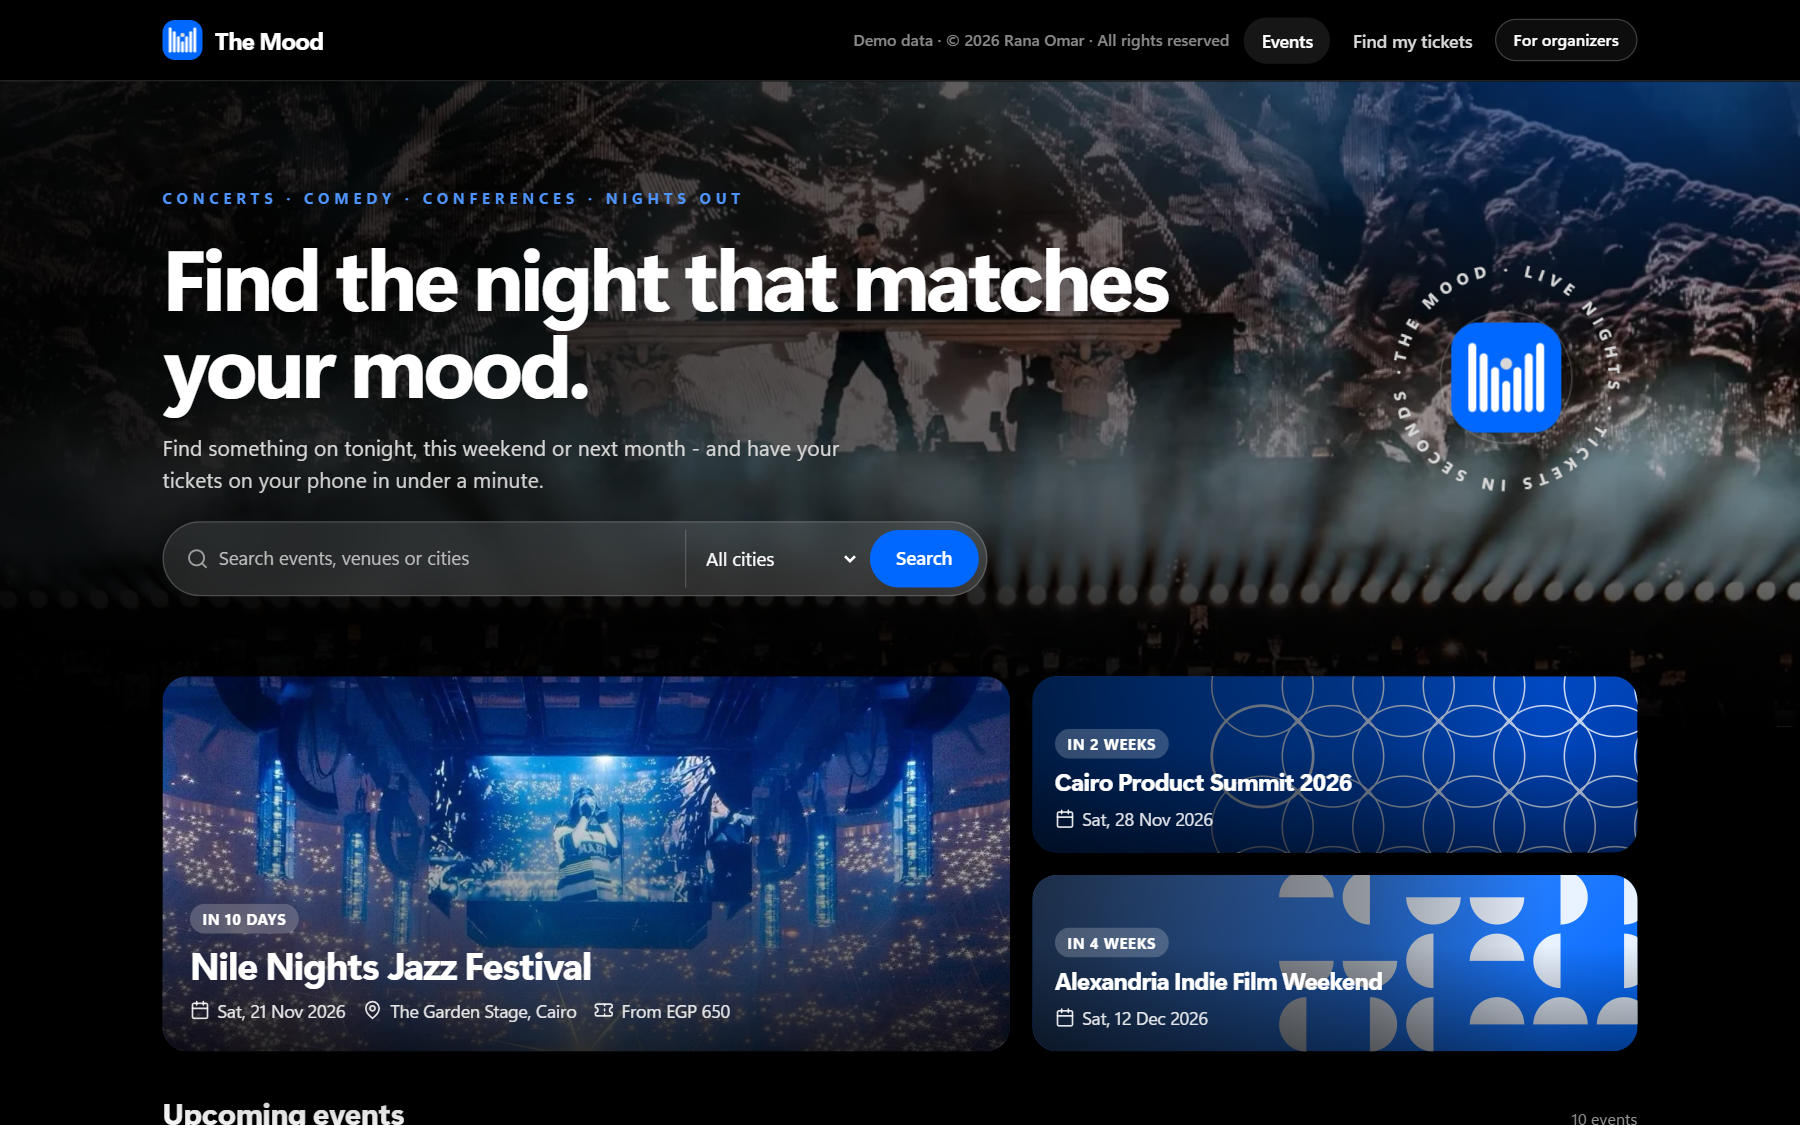 The Mood
Demo data · © 2026 Rana Omar · All rights reserved
Events
Find my tickets
For organizers
CONCERTS · COMEDY · CONFERENCES · NIGHTS OUT
Find the night that matches
your mood.
Find something on tonight, this weekend or next month - and have your
tickets on your phone in under a minute.
THE MOOD · LIVE NIGHTS · TICKETS IN SECONDS ·
Search events, venues or cities
All cities
Search
IN 10 DAYS
Nile Nights Jazz Festival
Sat, 21 Nov 2026
The Garden Stage, Cairo
From EGP 650
IN 2 WEEKS
Cairo Product Summit 2026
Sat, 28 Nov 2026
IN 4 WEEKS
Alexandria Indie Film Weekend
Sat, 12 Dec 2026
Upcoming events
10 events